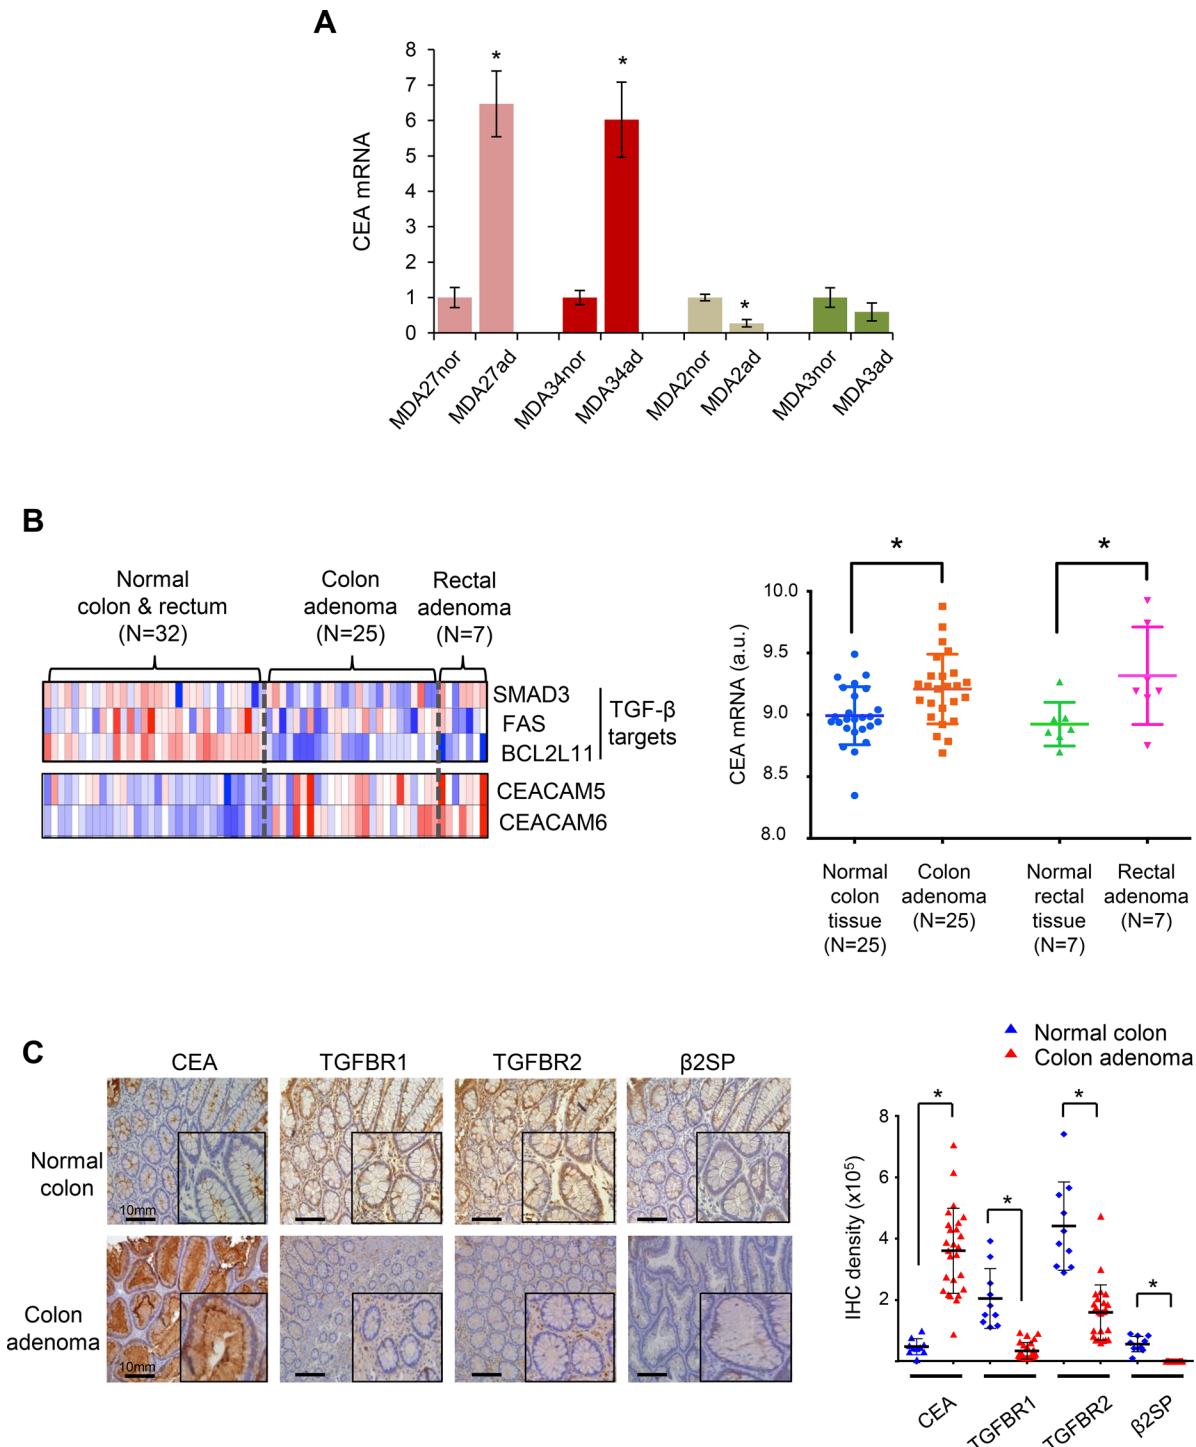 A
8
7
6
5
4
3
2
1
0
CEA mRNA
*
*
*
MDA27nor
MDA27ad
MDA34nor
MDA34ad
MDA2nor
MDA2ad
MDA3nor
MDA3ad
B
Normal
colon & rectum
(N=32)
Colon
adenoma
(N=25)
Rectal
adenoma
(N=7)
SMAD3
FAS
BCL2L11
TGF-β
targets
CEACAM5
CEACAM6
*
*
10.0
9.5
9.0
8.5
8.0
CEA mRNA (a.u.)
Normal
colon
tissue
(N=25)
Colon
adenoma
(N=25)
Normal
rectal
tissue
(N=7)
Rectal
adenoma
(N=7)
C
CEA
TGFBR1
TGFBR2
β2SP
Normal
colon
10mm
Colon
adenoma
10mm
Normal colon
Colon adenoma
*
*
*
*
8
6
4
2
IHC density (x10⁵)
CEA
TGFBR1
TGFBR2
β2SP